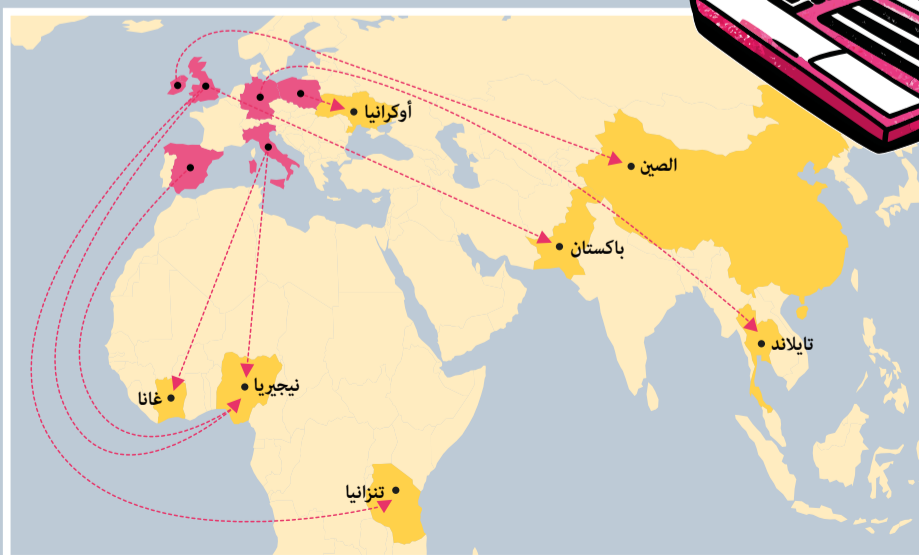 أوكرانيا
الصين
باكستان
تايلاند
نيجيريا
غانا
تنزانيا